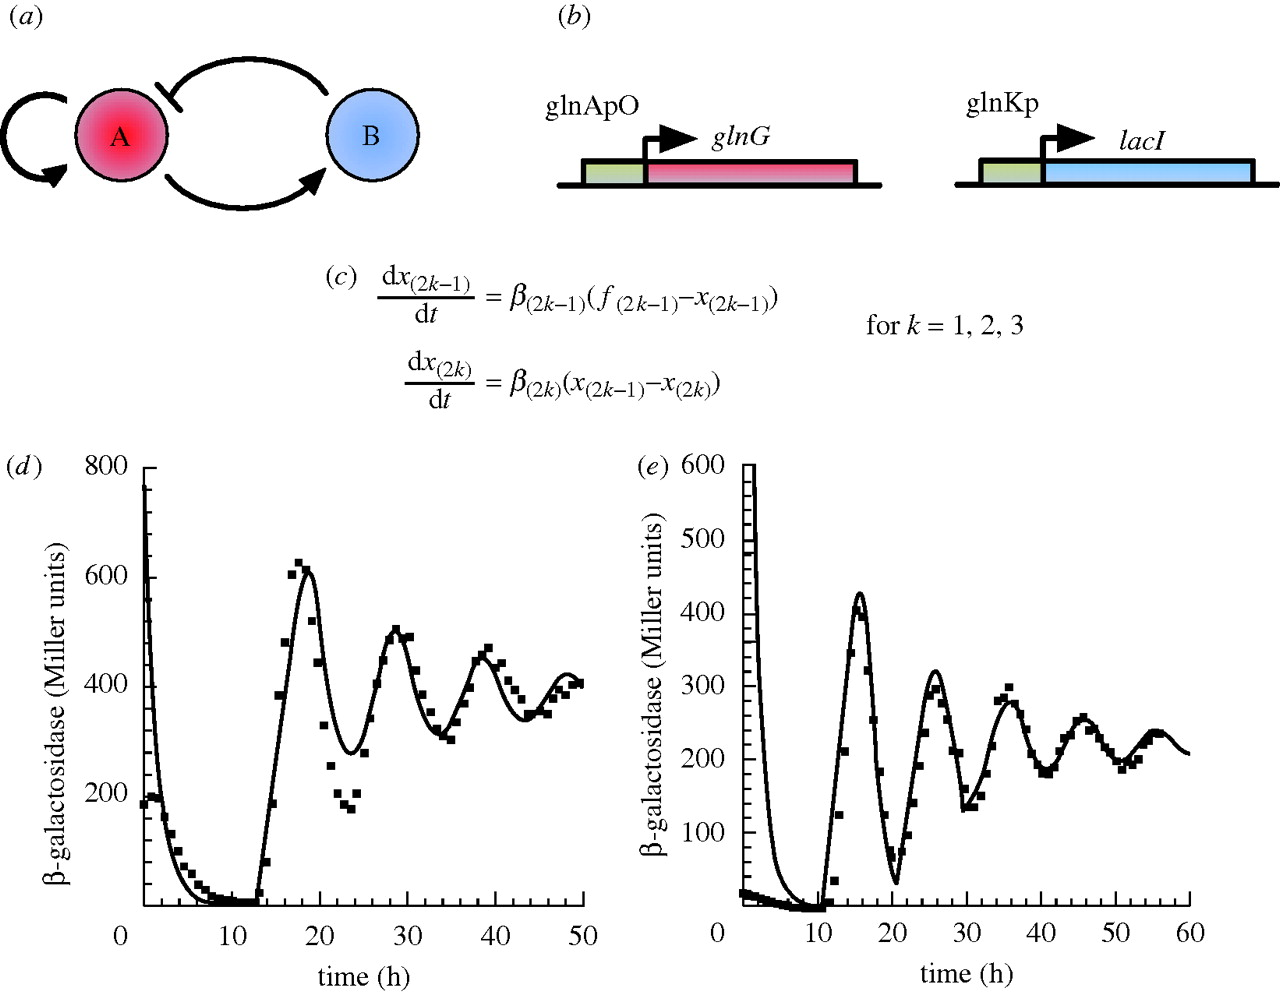 (a)
A
B
(b)
glnApO
glnG
glnKp
lacI
(c)
dx(2k–1)
dt
= β(2k–1)(f(2k–1)–x(2k–1))
for k = 1, 2, 3
dx(2k)
dt
= β(2k)(x(2k–1)–x(2k))
(d)
β-galactosidase (Miller units)
800
600
400
200
0 10 20 30 40 50
time (h)
(e)
β-galactosidase (Miller units)
600
500
400
300
200
100
0 10 20 30 40 50 60
time (h)